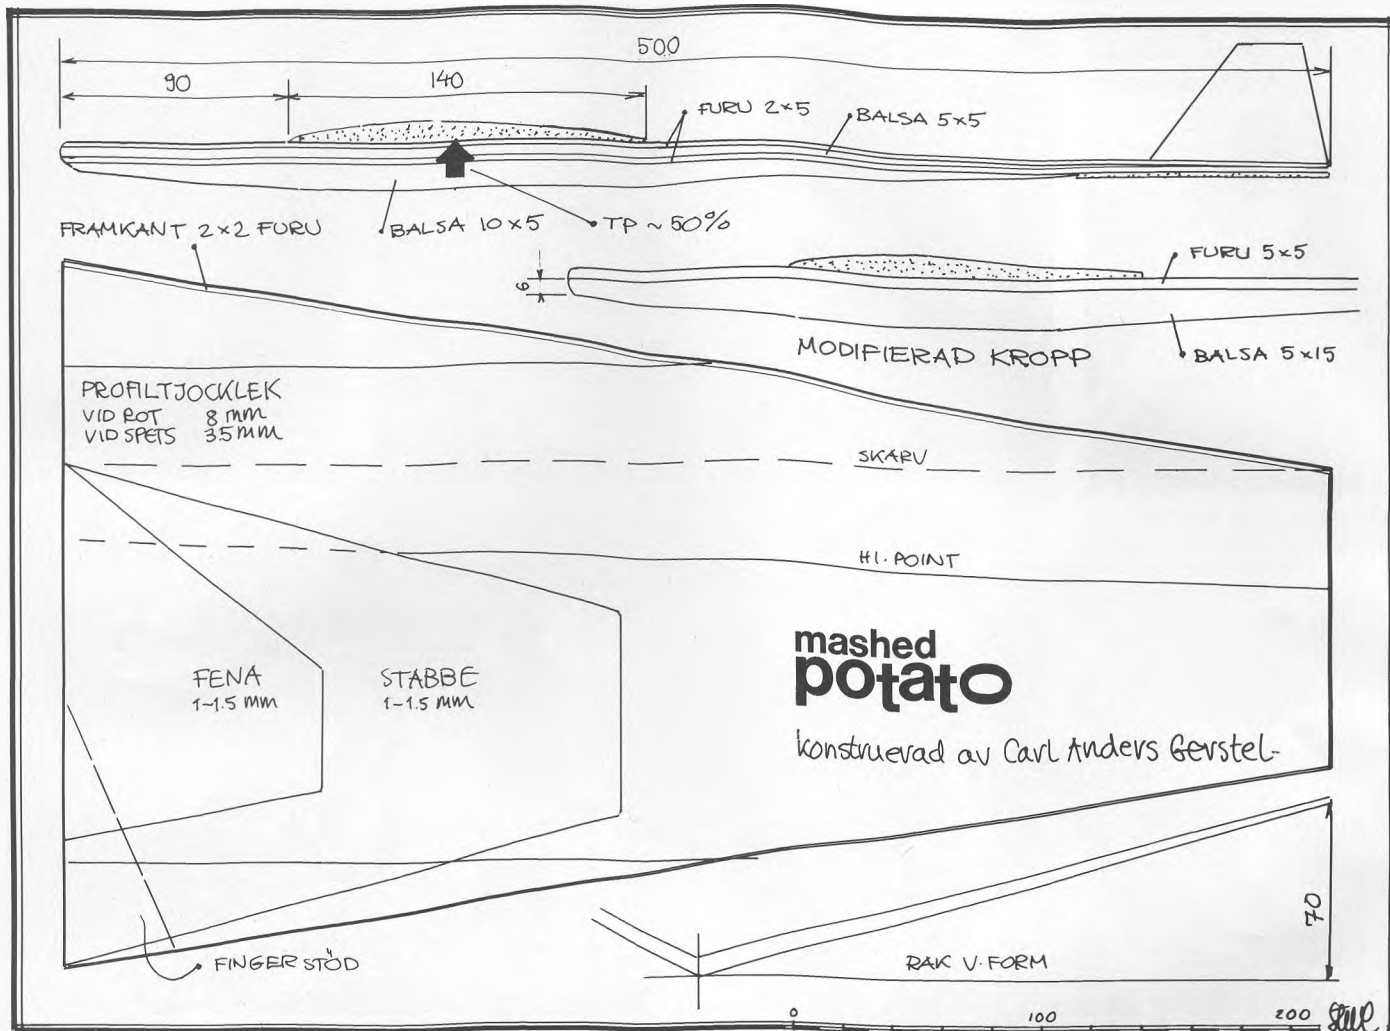 500
90
140
FURU 2×5
BALSA 5×5
FRAMKANT 2×2 FURU
BALSA 10×5
TP ~ 50%
FURU 5×5
6
MODIFIERAD KROPP
BALSA 5×15
PROFILTJOCKLEK
VID ROT 8 mm
VID SPETS 3.5 mm
SKARV
HI. POINT
FENA
1-1.5 mm
STABBE
1-1.5 mm
mashed
potato
konstruerad av Carl Anders Gerstel-
70
FINGERSTÖD
RAK V-FORM
0
100
200